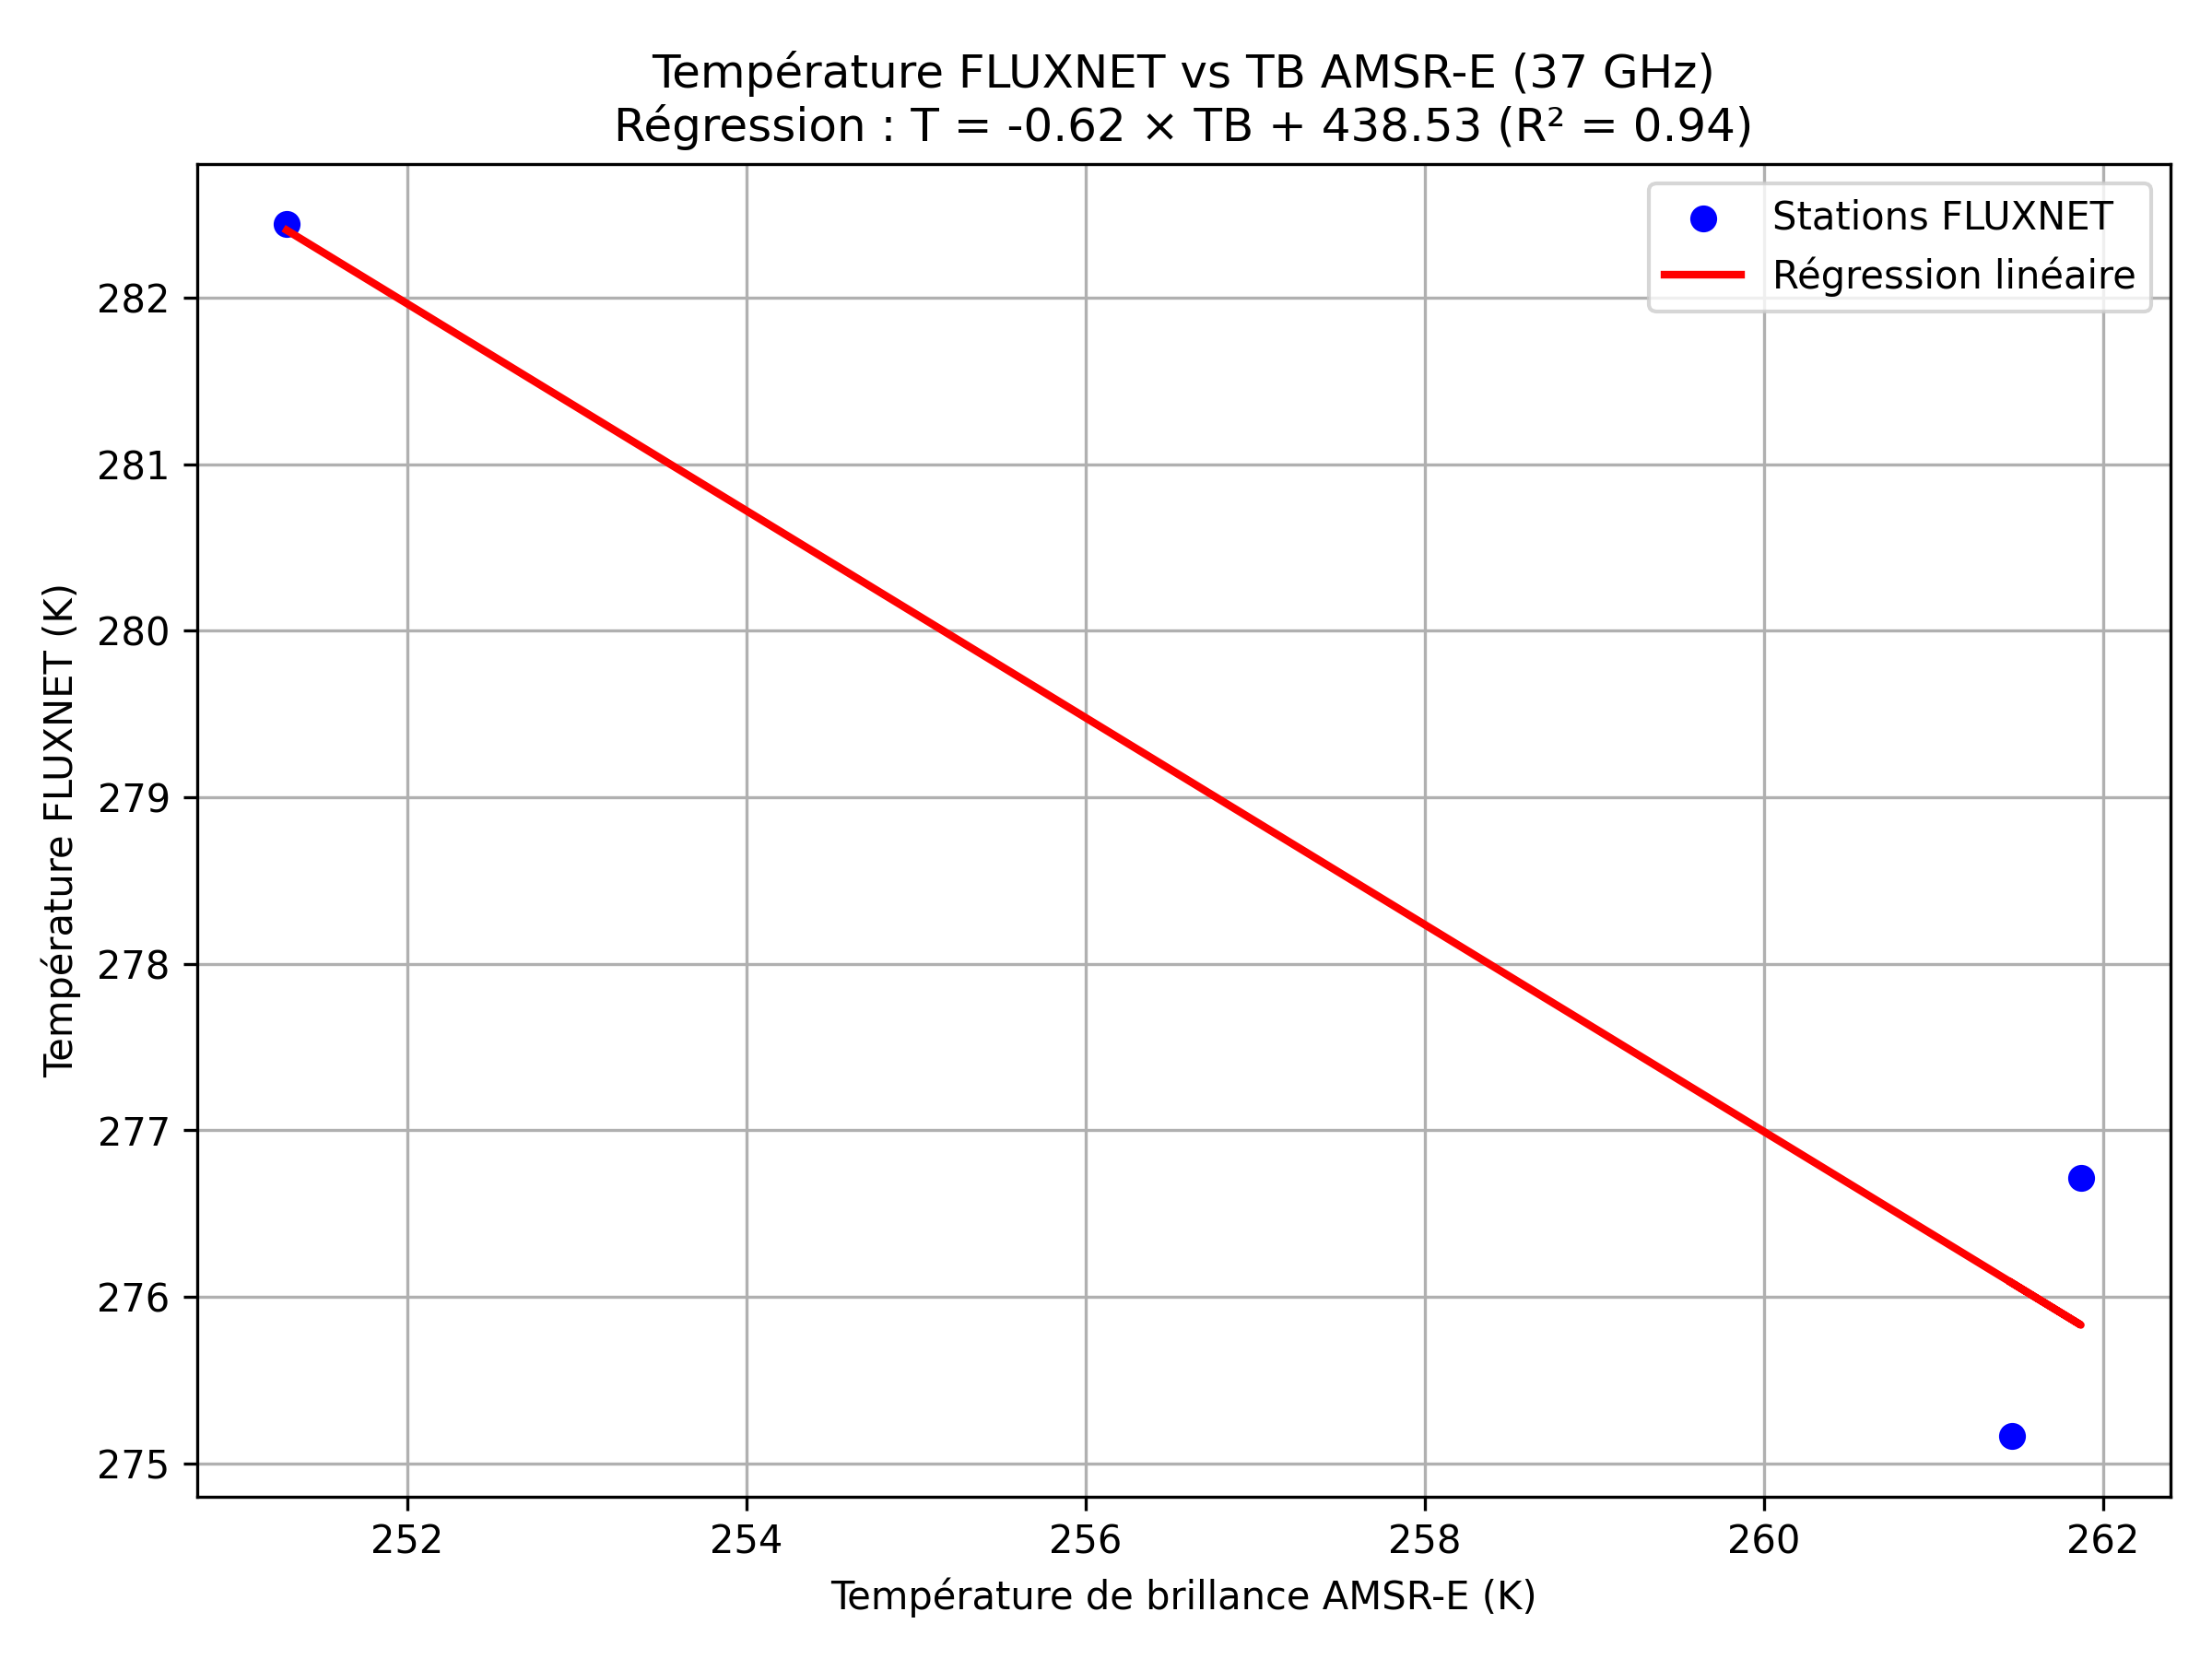 Température FLUXNET vs TB AMSR-E (37 GHz)
Régression : T = -0.62 × TB + 438.53 (R² = 0.94)
Stations FLUXNET
Régression linéaire
Température FLUXNET (K)
282
281
280
279
278
277
276
275
252 254 256 258 260 262
Température de brillance AMSR-E (K)